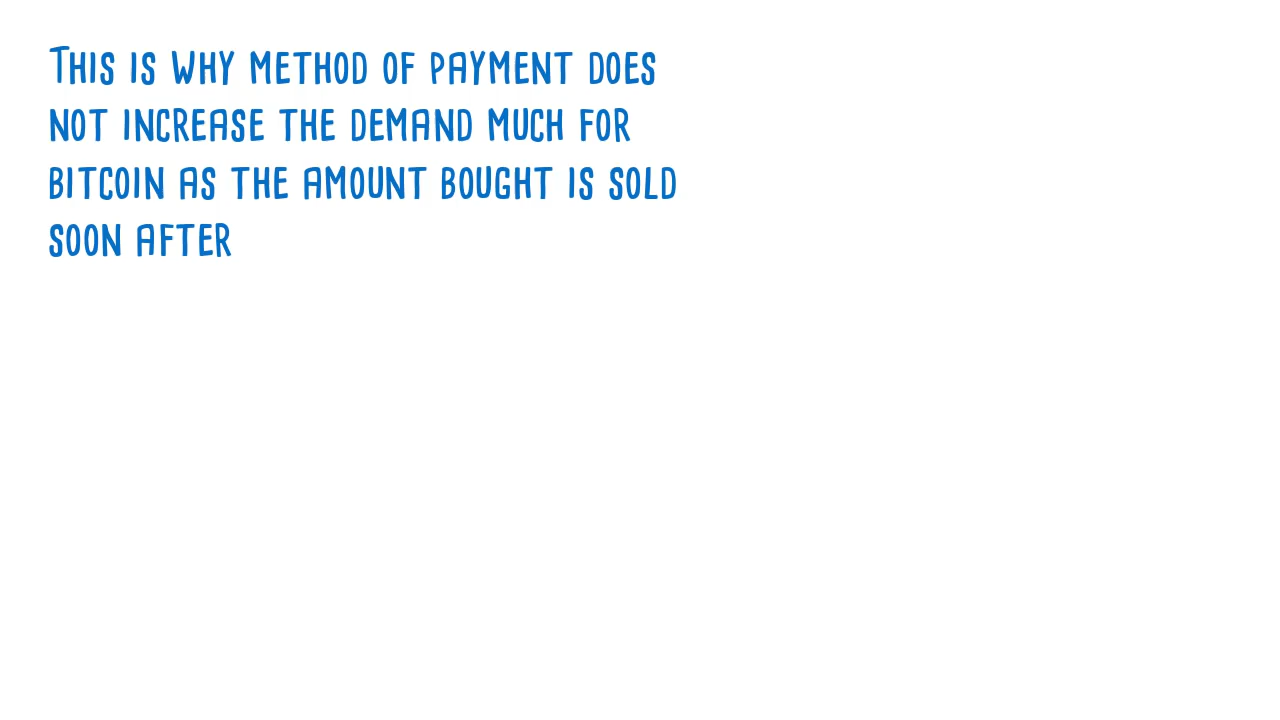 This is why method of payment does
not increase the demand much for
bitcoin as the amount bought is sold
soon after